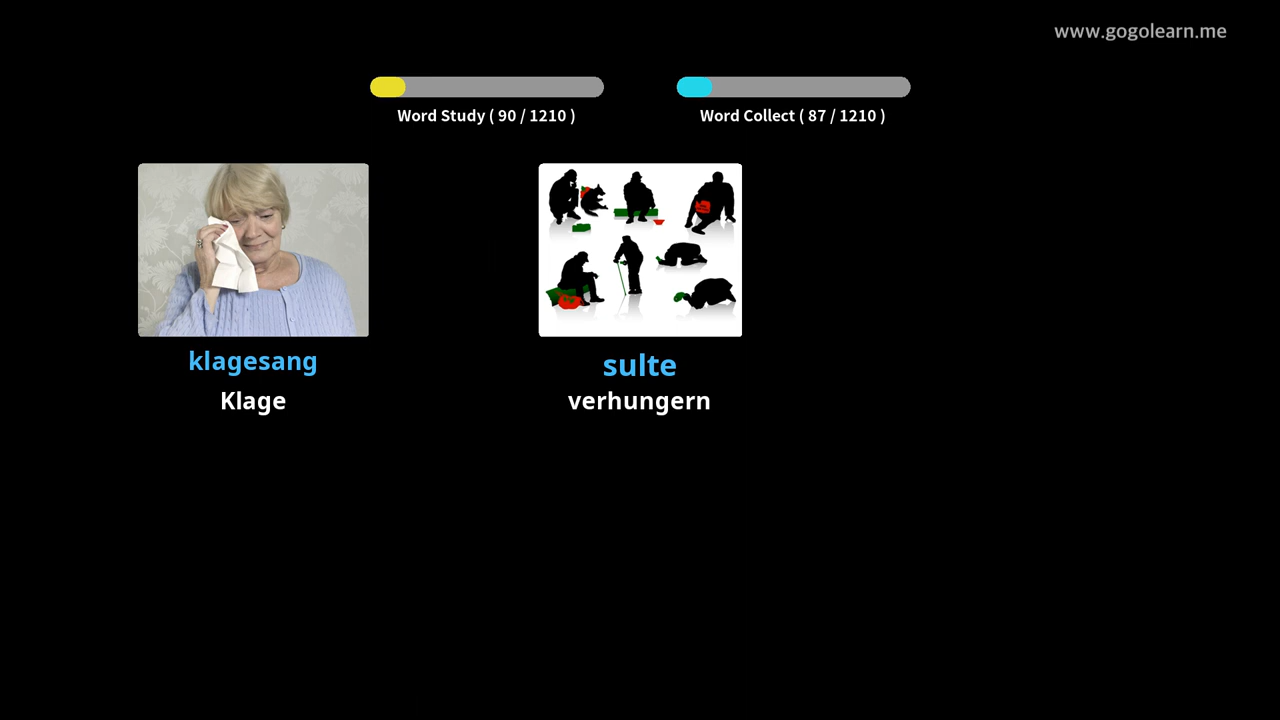 www.gogolearn.me
Word Study ( 90 / 1210 )
Word Collect ( 87 / 1210 )
klagesang
Klage
sulte
verhungern